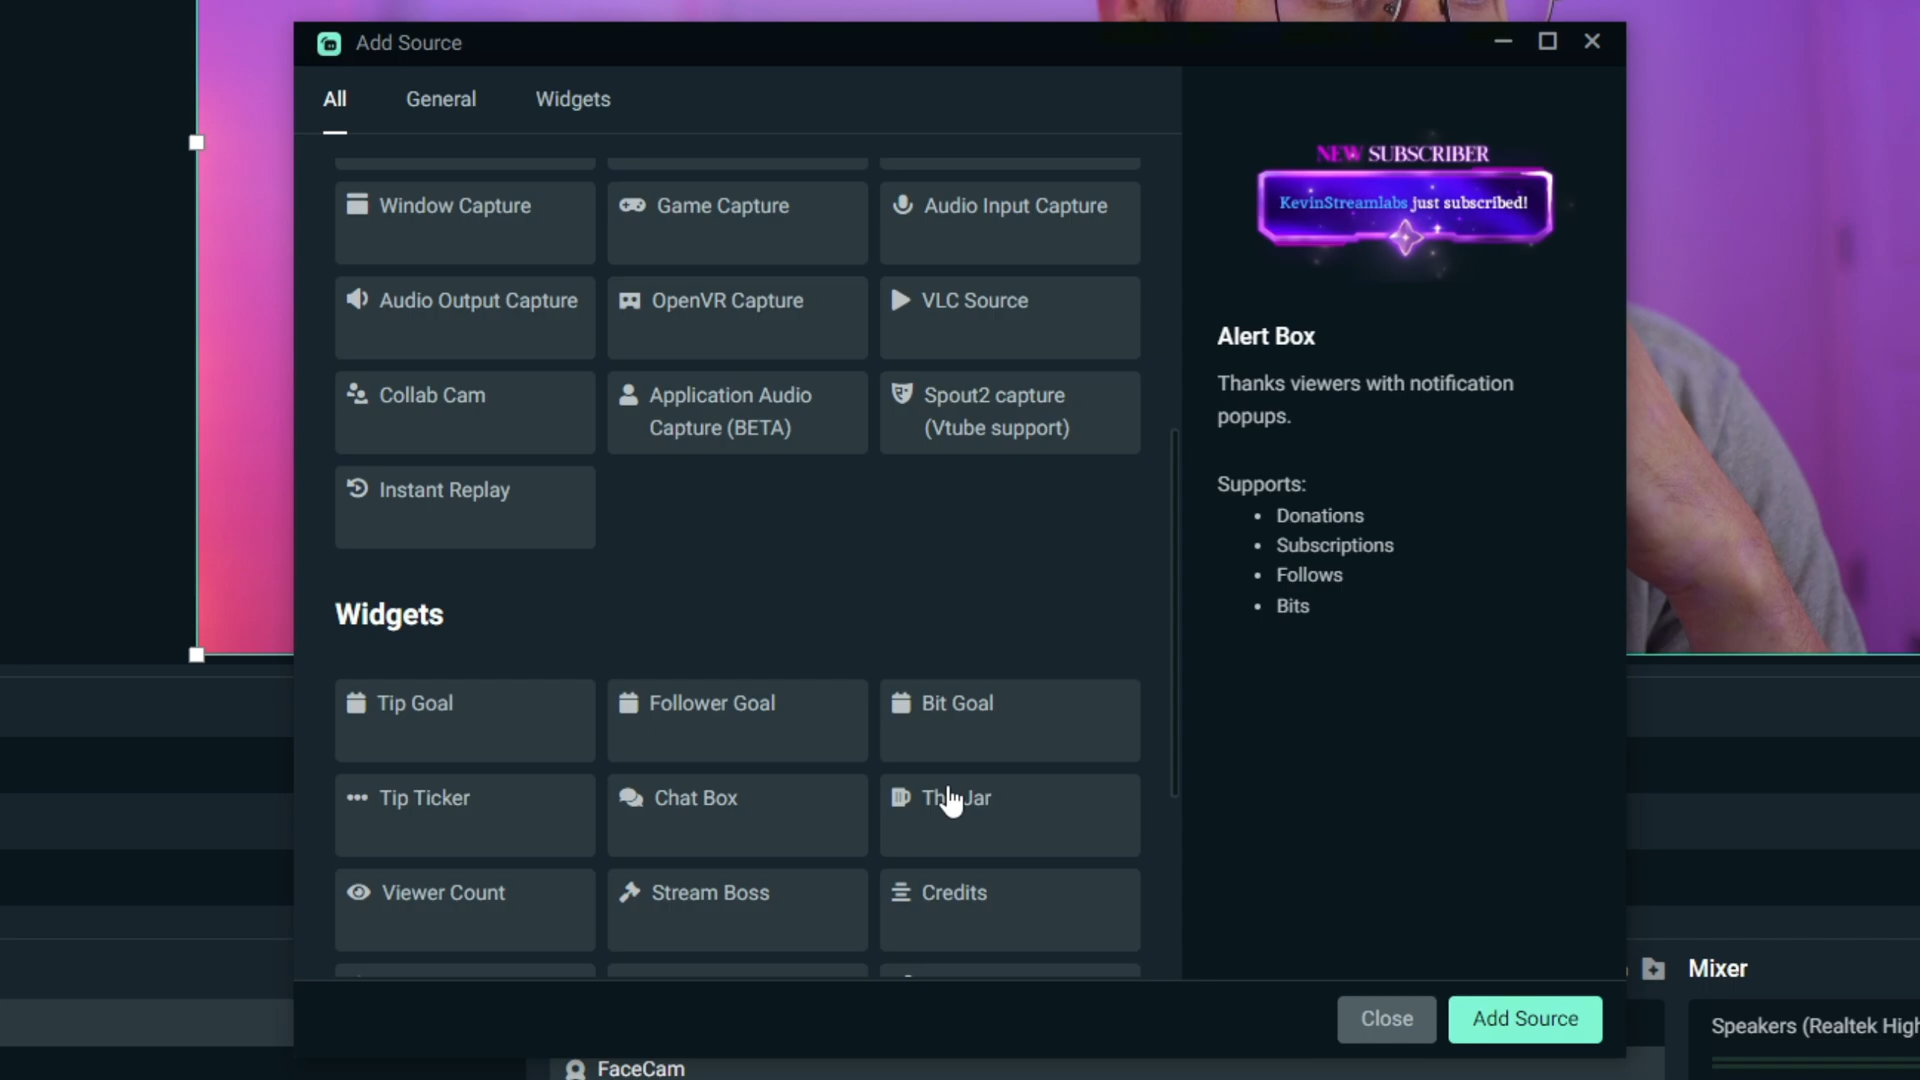 Add Source
All
General
Widgets
Window Capture
Game Capture
Audio Input Capture
Audio Output Capture
OpenVR Capture
VLC Source
Collab Cam
Application Audio
Capture (BETA)
Spout2 capture
(Vtube support)
Instant Replay
Widgets
Tip Goal
Follower Goal
Bit Goal
Tip Ticker
Chat Box
Jar
Viewer Count
Stream Boss
Credits
NEW SUBSCRIBER
KevinStreamlabs just subscribed!
Alert Box
Thanks viewers with notification
popups.
Supports:
• Donations
• Subscriptions
• Follows
• Bits
Close
Add Source
Mixer
Speakers (Realtek High
FaceCam